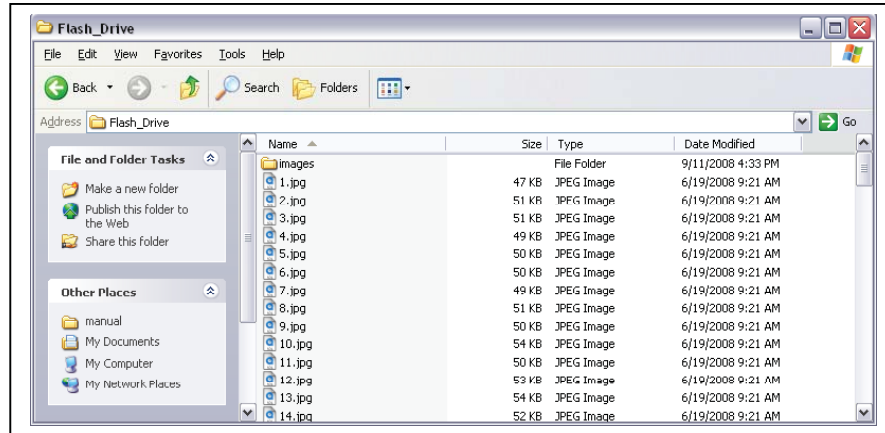 Flash_Drive
File Edit View Favorites Tools Help
Back Search Folders
Address Flash_Drive Go
File and Folder Tasks
Make a new folder
Publish this folder to
the Web
Share this folder
Other Places
manual
My Documents
My Computer
My Network Places
Name Size Type Date Modified
images File Folder 9/11/2008 4:33 PM
1.jpg 47 KB JPEG Image 6/19/2008 9:21 AM
2.jpg 51 KB JPEG Image 6/19/2008 9:21 AM
3.jpg 51 KB JPEG Image 6/19/2008 9:21 AM
4.jpg 49 KB JPEG Image 6/19/2008 9:21 AM
5.jpg 50 KB JPEG Image 6/19/2008 9:21 AM
6.jpg 50 KB JPEG Image 6/19/2008 9:21 AM
7.jpg 49 KB JPEG Image 6/19/2008 9:21 AM
8.jpg 51 KB JPEG Image 6/19/2008 9:21 AM
9.jpg 50 KB JPEG Image 6/19/2008 9:21 AM
10.jpg 54 KB JPEG Image 6/19/2008 9:21 AM
11.jpg 50 KB JPEG Image 6/19/2008 9:21 AM
12.jpg 53 KB JPEG Image 6/19/2008 9:21 AM
13.jpg 54 KB JPEG Image 6/19/2008 9:21 AM
14.jpg 52 KB JPEG Image 6/19/2008 9:21 AM